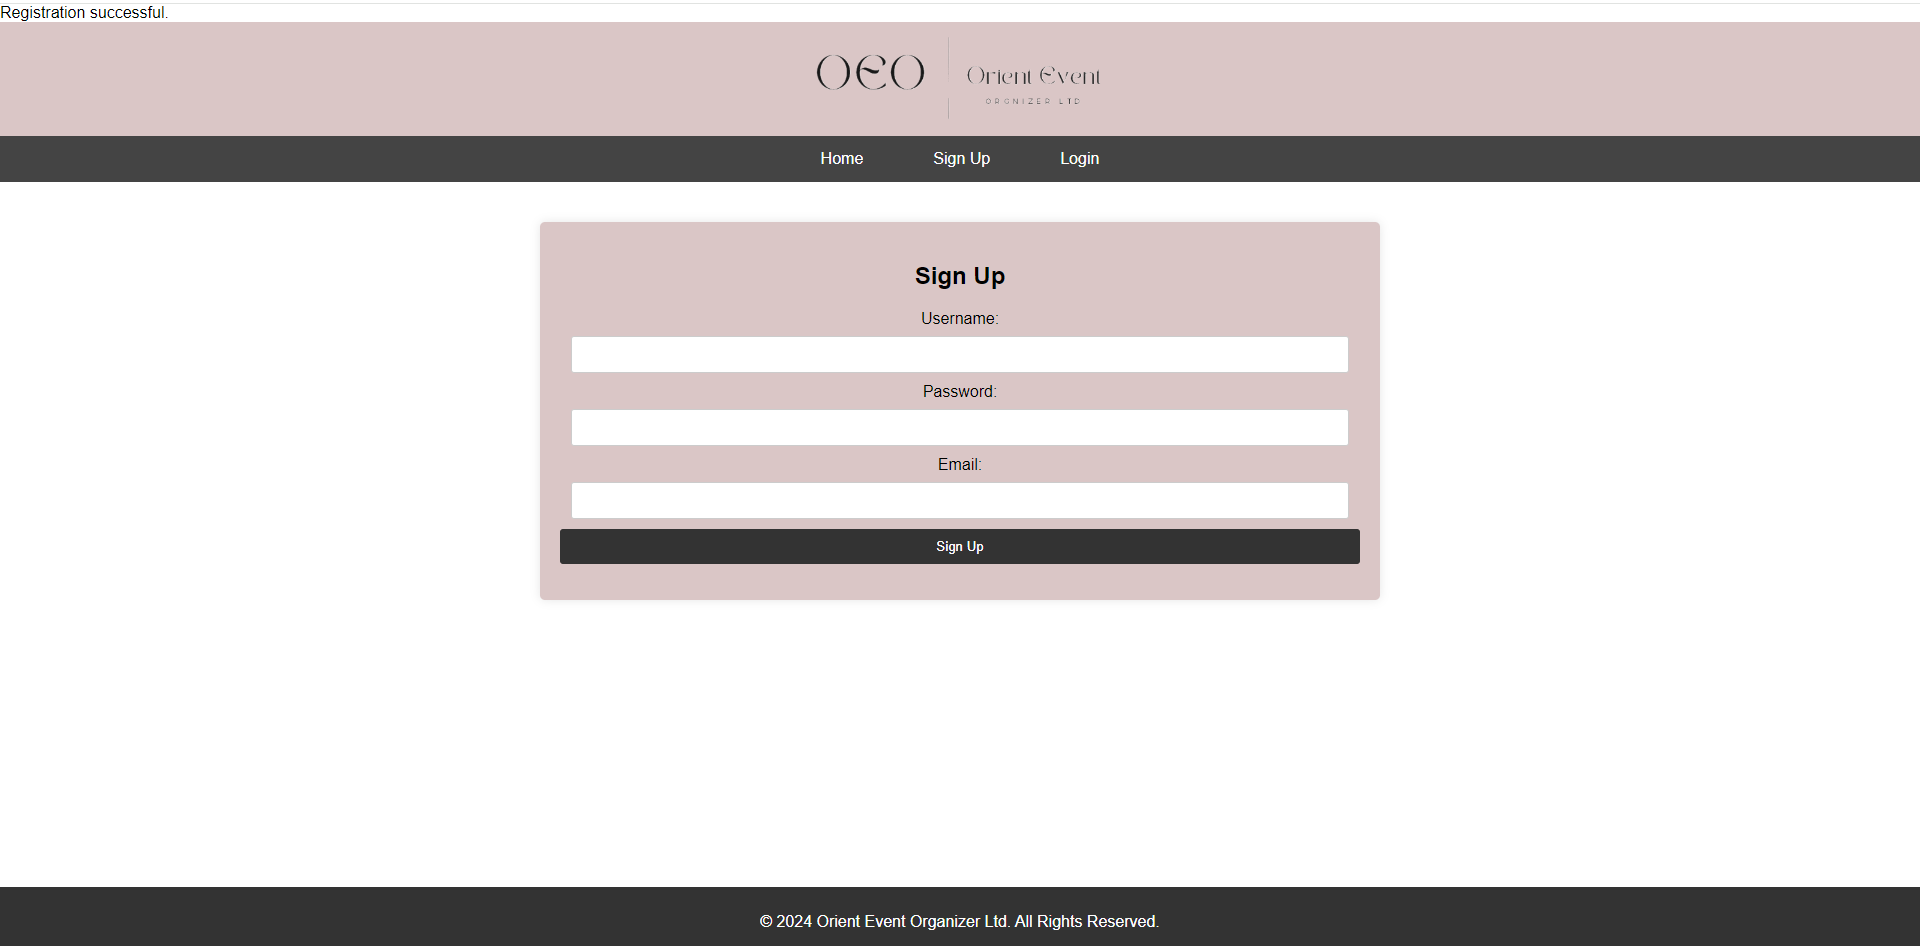 Registration successful.
OEO
Orient Event
ORGNIZER LTD
Home Sign Up Login
Sign Up
Username:
Password:
Email:
Sign Up
© 2024 Orient Event Organizer Ltd. All Rights Reserved.